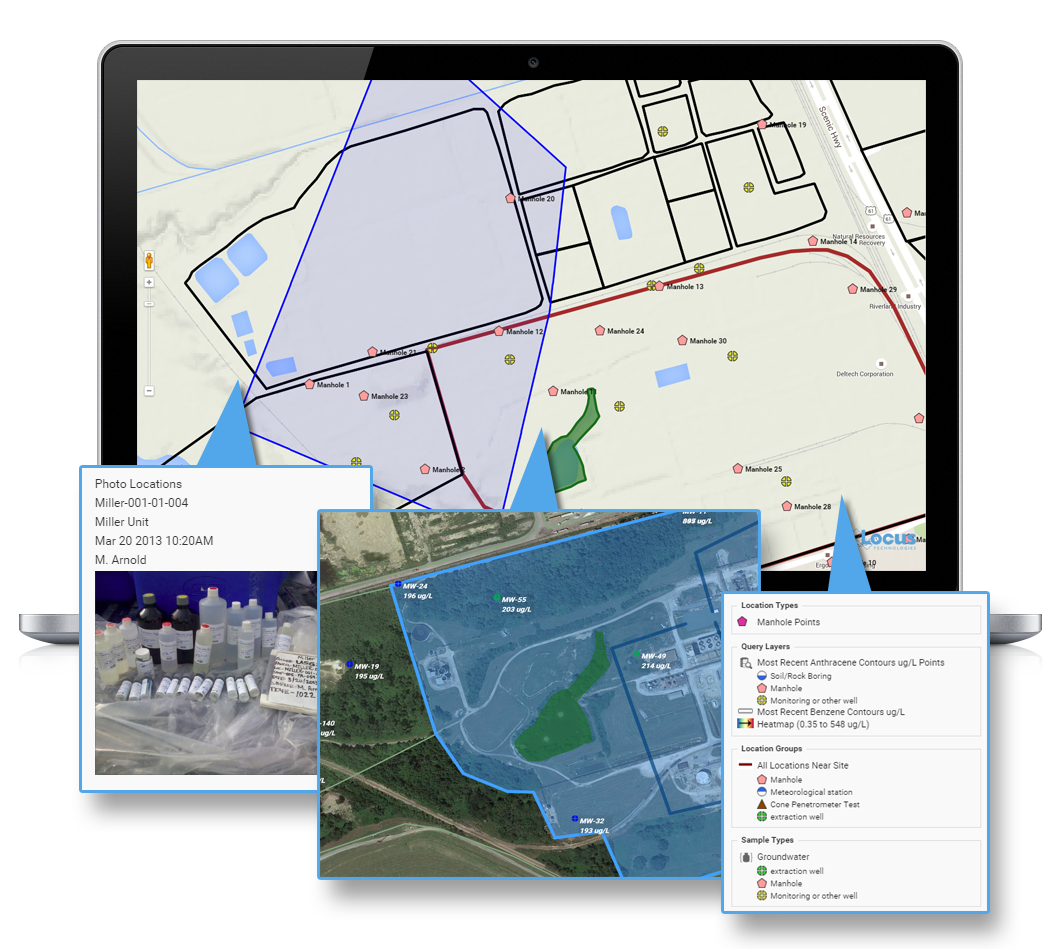 Scenic Hwy
Manhole 19
Manhole 20
61
61
Natural Resources
Recovery
Manhole 14
Manhole 13
Manhole 29
Riverland Industry
Manhole 12
Manhole 24
Manhole 30
Manhole 21
Deltech Corporation
Manhole 1
Manhole 23
Manhole
Manhole 25
Manhole 28
Locus
TECHNOLOGIES
Photo Locations
Miller-001-01-004
Miller Unit
Mar 20 2013 10:20AM
M. Arnold
MW-24
196 ug/L
MW-55
203 ug/L
MW-19
195 ug/L
MW-49
214 ug/L
-140
ug/L
MW-32
193 ug/L
Location Types
Manhole Points
Query Layers
Most Recent Anthracene Contours ug/L Points
Soil/Rock Boring
Manhole
Monitoring or other well
Most Recent Benzene Contours ug/L
Heatmap (0.35 to 548 ug/L)
Location Groups
All Locations Near Site
Manhole
Meteorological station
Cone Penetrometer Test
extraction well
Sample Types
Groundwater
extraction well
Manhole
Monitoring or other well